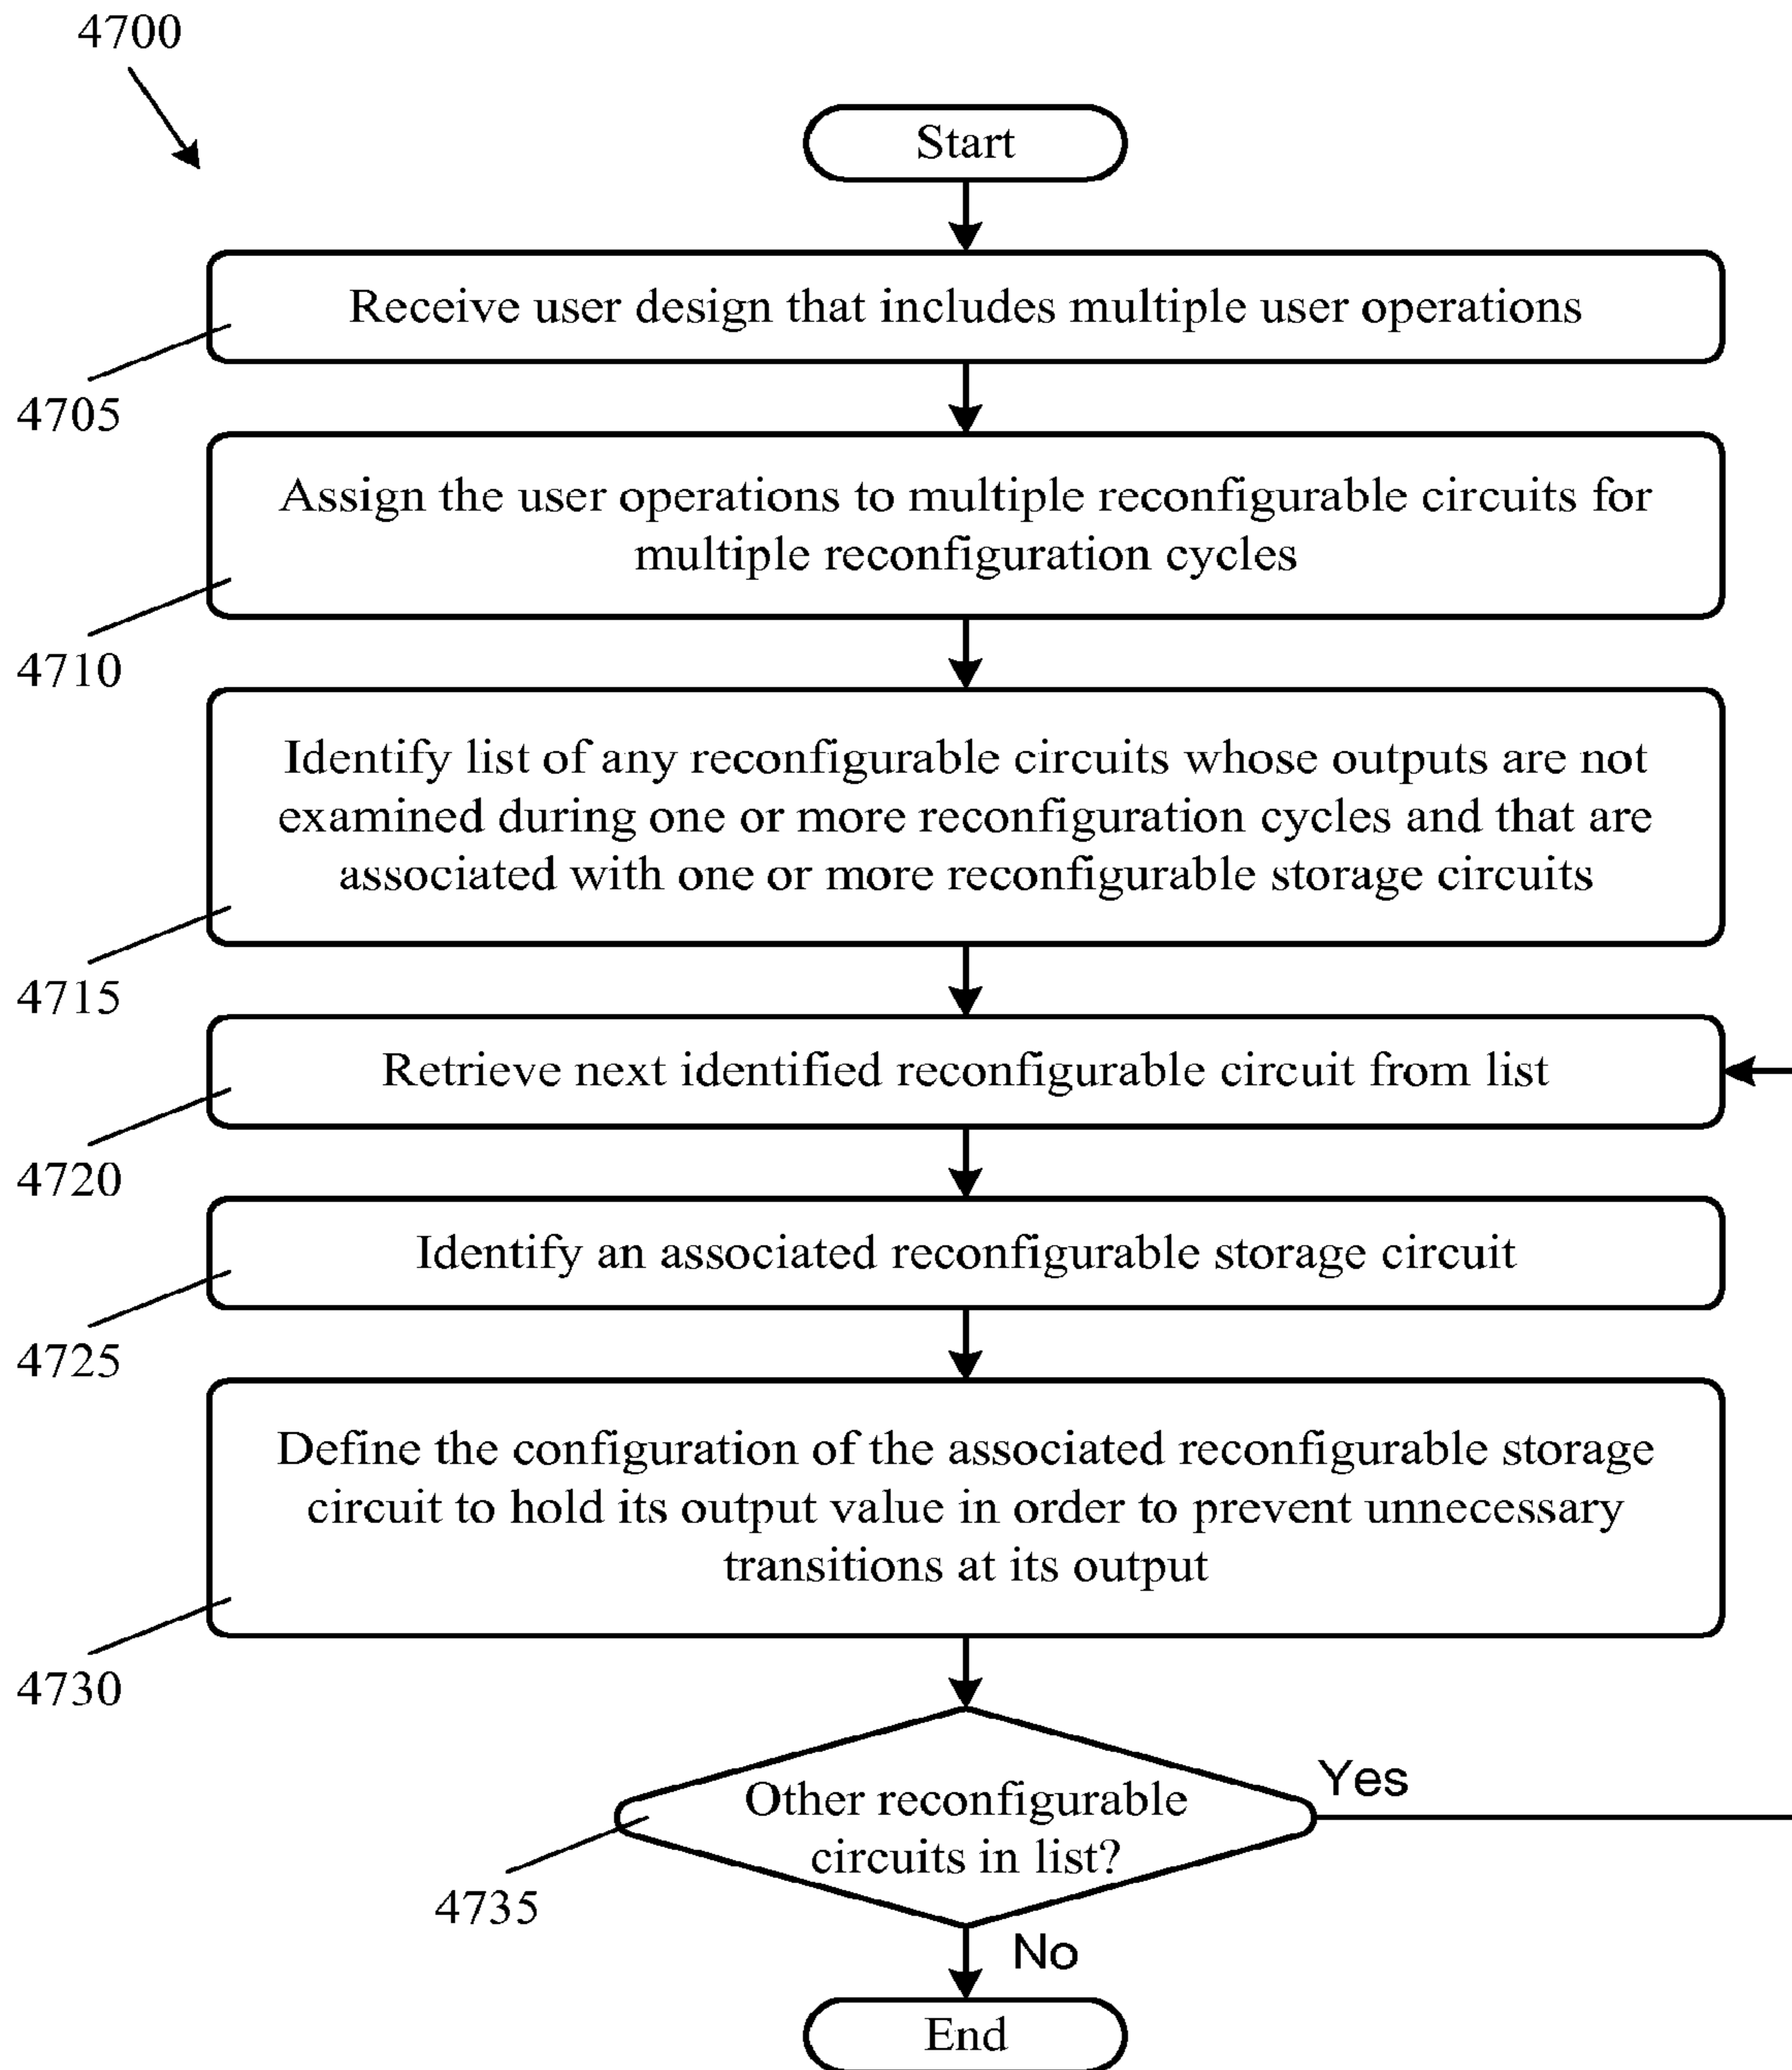 4700
Start
Receive user design that includes multiple user operations
4705
Assign the user operations to multiple reconfigurable circuits for
multiple reconfiguration cycles
4710
Identify list of any reconfigurable circuits whose outputs are not
examined during one or more reconfiguration cycles and that are
associated with one or more reconfigurable storage circuits
4715
Retrieve next identified reconfigurable circuit from list
4720
Identify an associated reconfigurable storage circuit
4725
Define the configuration of the associated reconfigurable storage
circuit to hold its output value in order to prevent unnecessary
transitions at its output
4730
Other reconfigurable
circuits in list?
Yes
4735
No
End